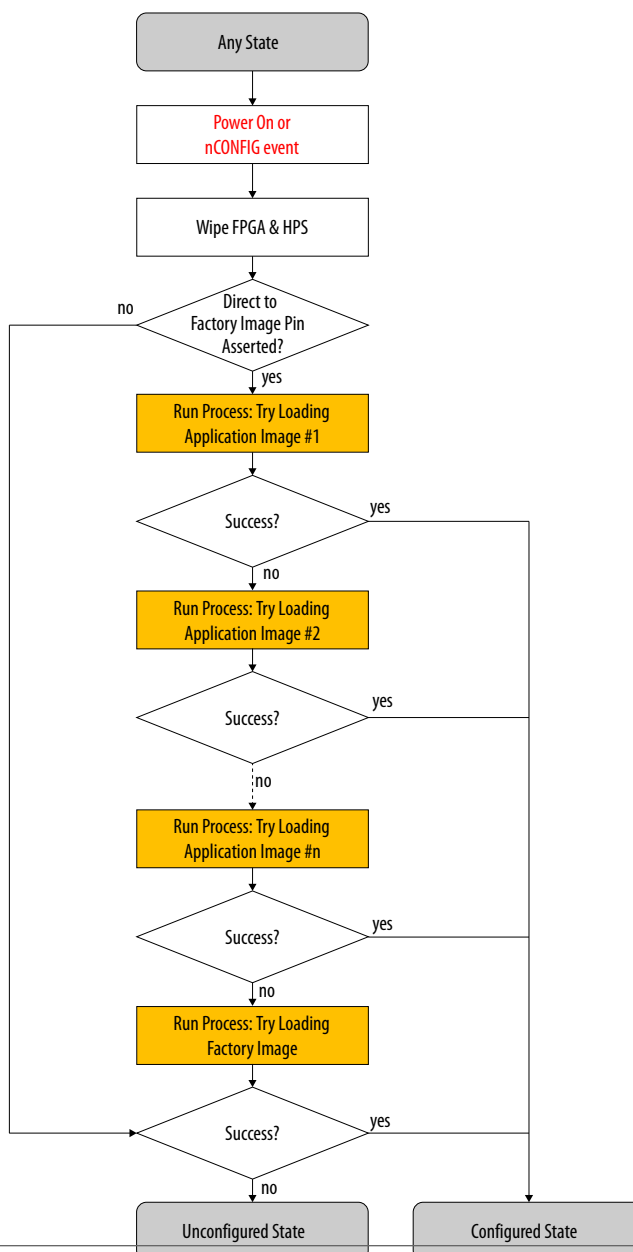 Any State
Power On or
nCONFIG event
Wipe FPGA & HPS
no
Direct to
Factory Image Pin
Asserted?
yes
Run Process: Try Loading
Application Image #1
Success?
yes
no
Run Process: Try Loading
Application Image #2
Success?
yes
no
Run Process: Try Loading
Application Image #n
Success?
yes
no
Run Process: Try Loading
Factory Image
Success?
yes
no
Unconfigured State
Configured State